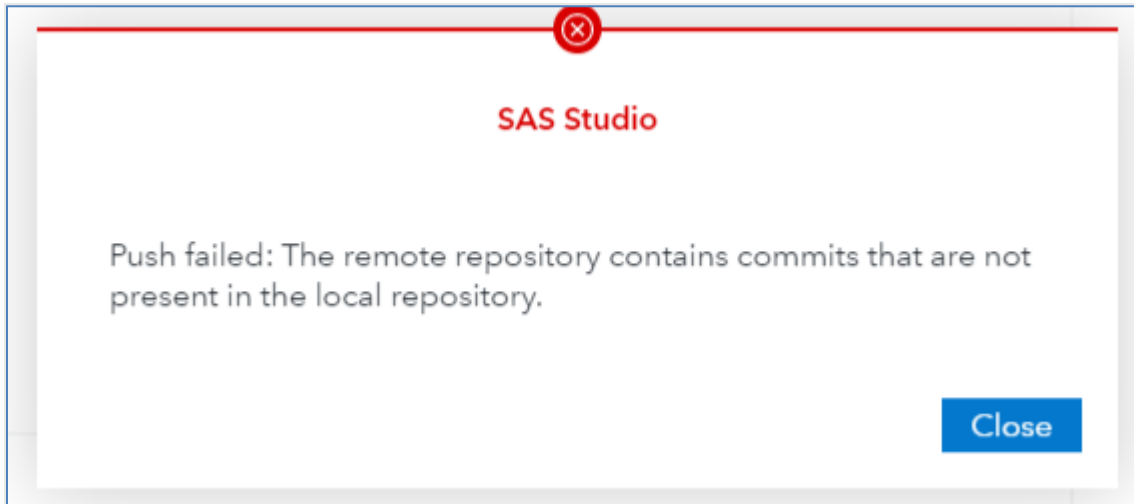 SAS Studio
Push failed: The remote repository contains commits that are not
present in the local repository.
Close